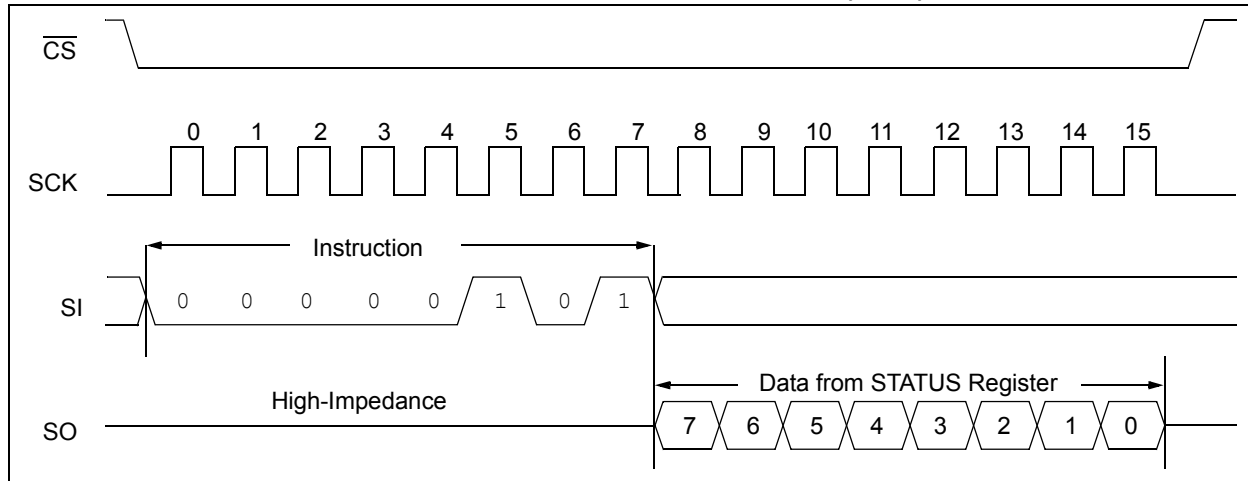 CS
0 1 2 3 4 5 6 7 8 9 10 11 12 13 14 15
SCK
Instruction
SI 0 0 0 0 0 1 0 1
Data from STATUS Register
High-Impedance
SO 7 6 5 4 3 2 1 0